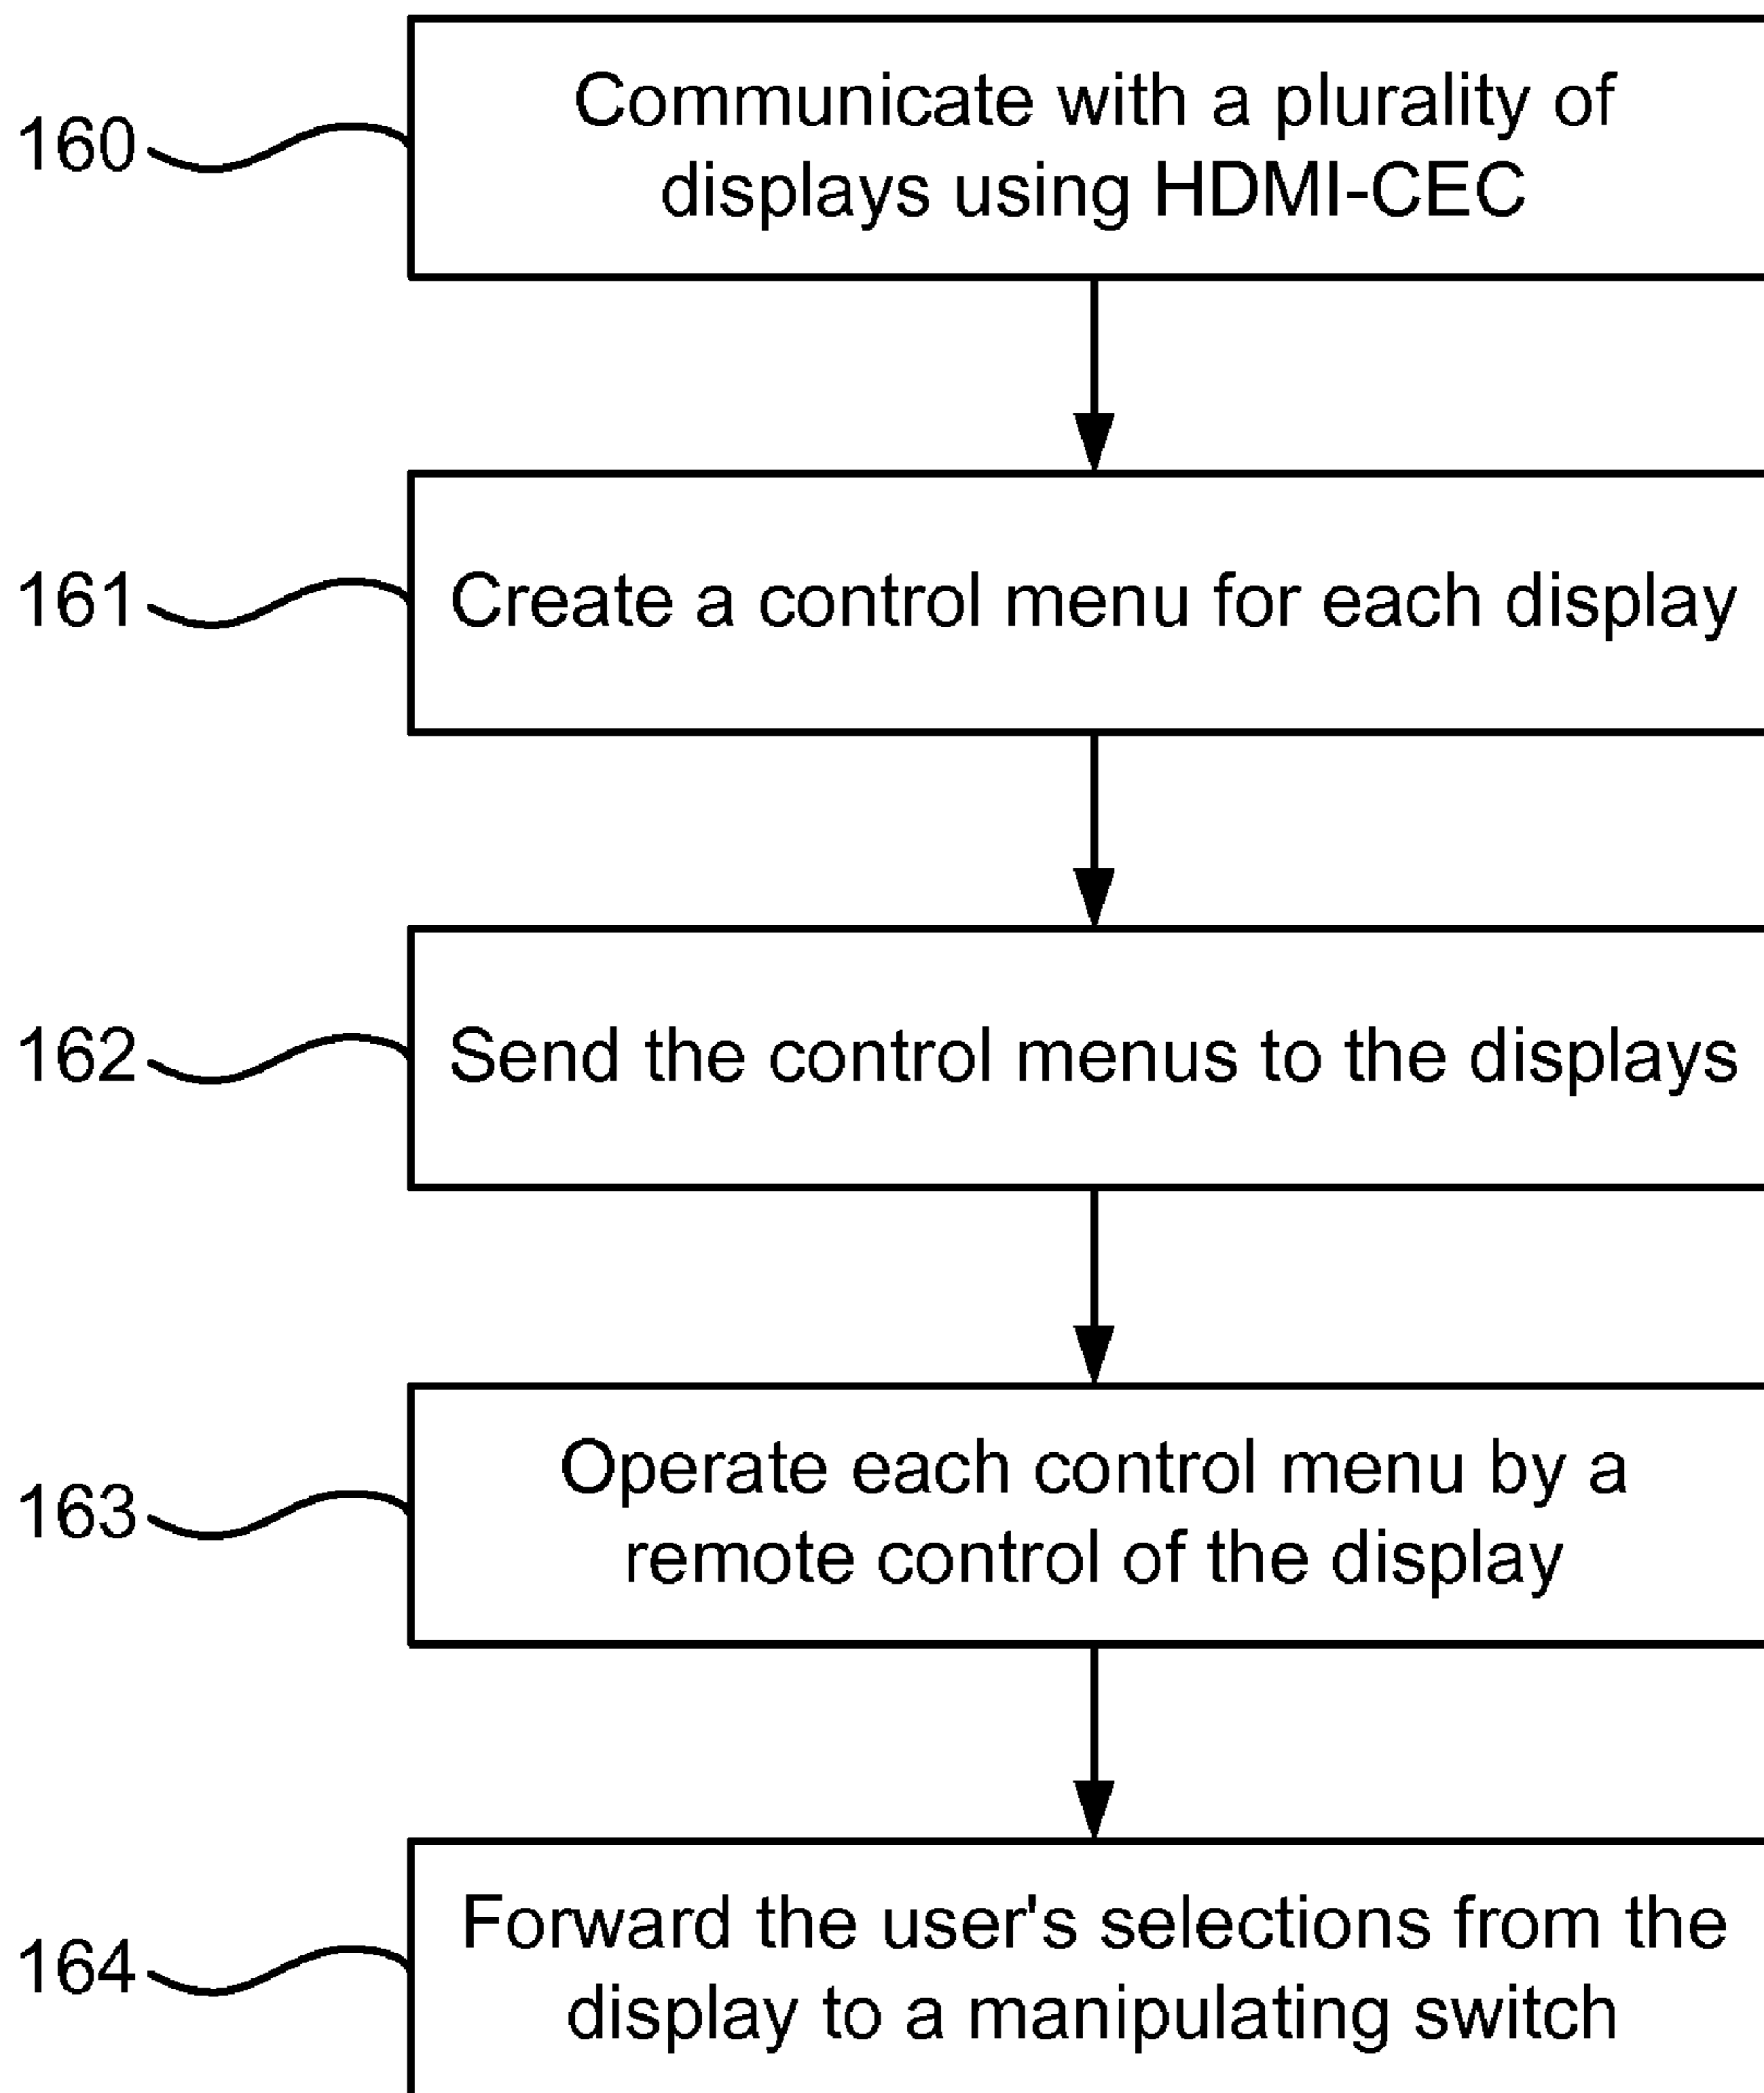 160
Communicate with a plurality of
displays using HDMI-CEC
161
Create a control menu for each display
162
Send the control menus to the displays
163
Operate each control menu by a
remote control of the display
164
Forward the user's selections from the
display to a manipulating switch